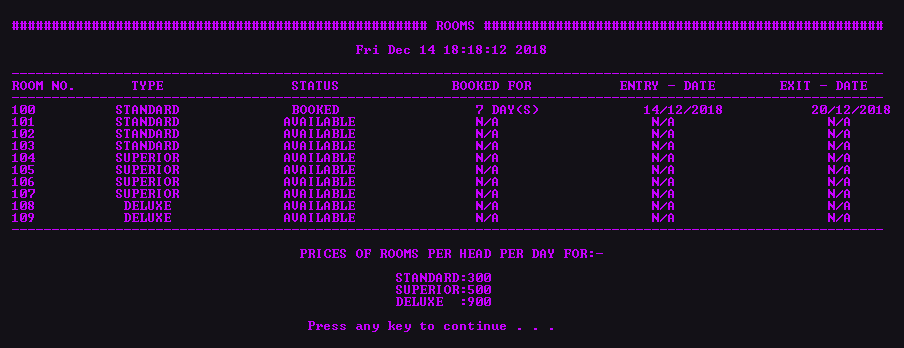 #################################################### ROOMS ##################################################
Fri Dec 14 18:18:12 2018
ROOM NO. TYPE STATUS BOOKED FOR ENTRY - DATE EXIT - DATE
100 STANDARD BOOKED 7 DAY(S) 14/12/2018 20/12/2018
101 STANDARD AVAILABLE N/A N/A N/A
102 STANDARD AVAILABLE N/A N/A N/A
103 STANDARD AVAILABLE N/A N/A N/A
104 SUPERIOR AVAILABLE N/A N/A N/A
105 SUPERIOR AVAILABLE N/A N/A N/A
106 SUPERIOR AVAILABLE N/A N/A N/A
107 SUPERIOR AVAILABLE N/A N/A N/A
108 DELUXE AVAILABLE N/A N/A N/A
109 DELUXE AVAILABLE N/A N/A N/A
PRICES OF ROOMS PER HEAD PER DAY FOR:-
STANDARD:300
SUPERIOR:500
DELUXE :900
Press any key to continue . . .